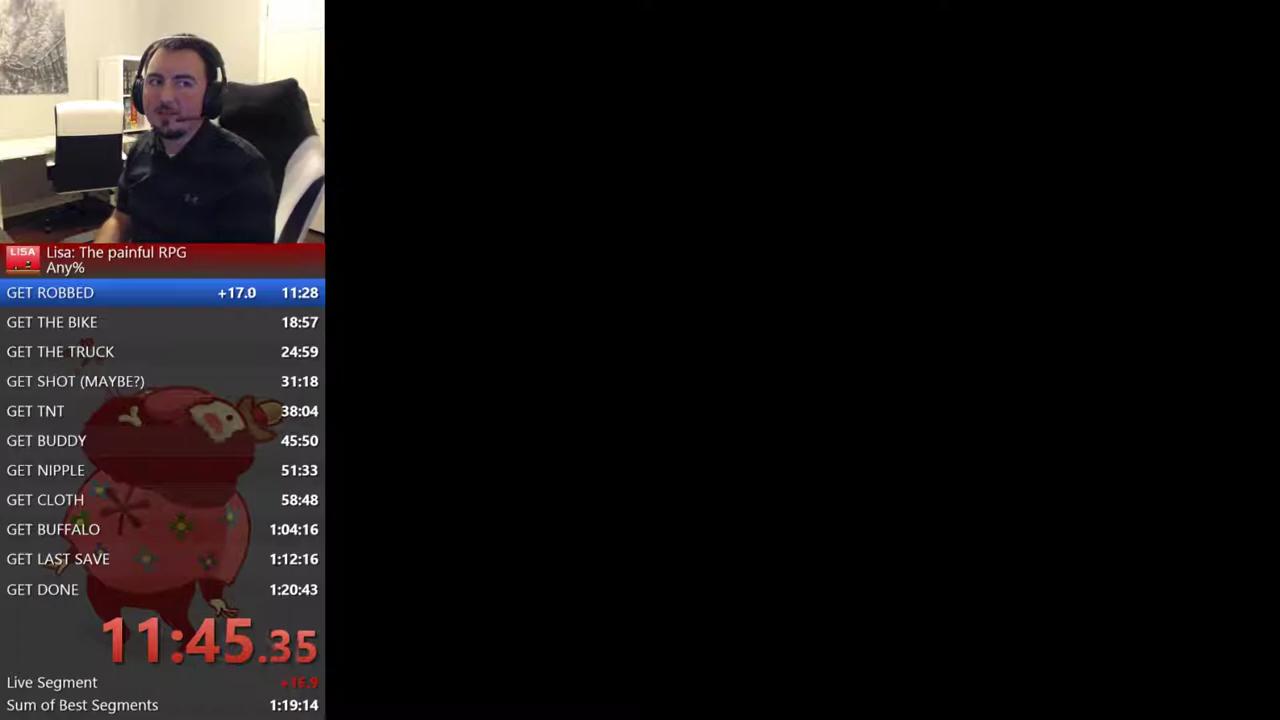 LISA
Lisa: The painful RPG
Any%
GET ROBBED +17.0 11:28
GET THE BIKE 18:57
GET THE TRUCK 24:59
GET SHOT (MAYBE?) 31:18
GET TNT 38:04
GET BUDDY 45:50
GET NIPPLE 51:33
GET CLOTH 58:48
GET BUFFALO 1:04:16
GET LAST SAVE 1:12:16
GET DONE 1:20:43
11:45.35
Live Segment +16.9
Sum of Best Segments 1:19:14